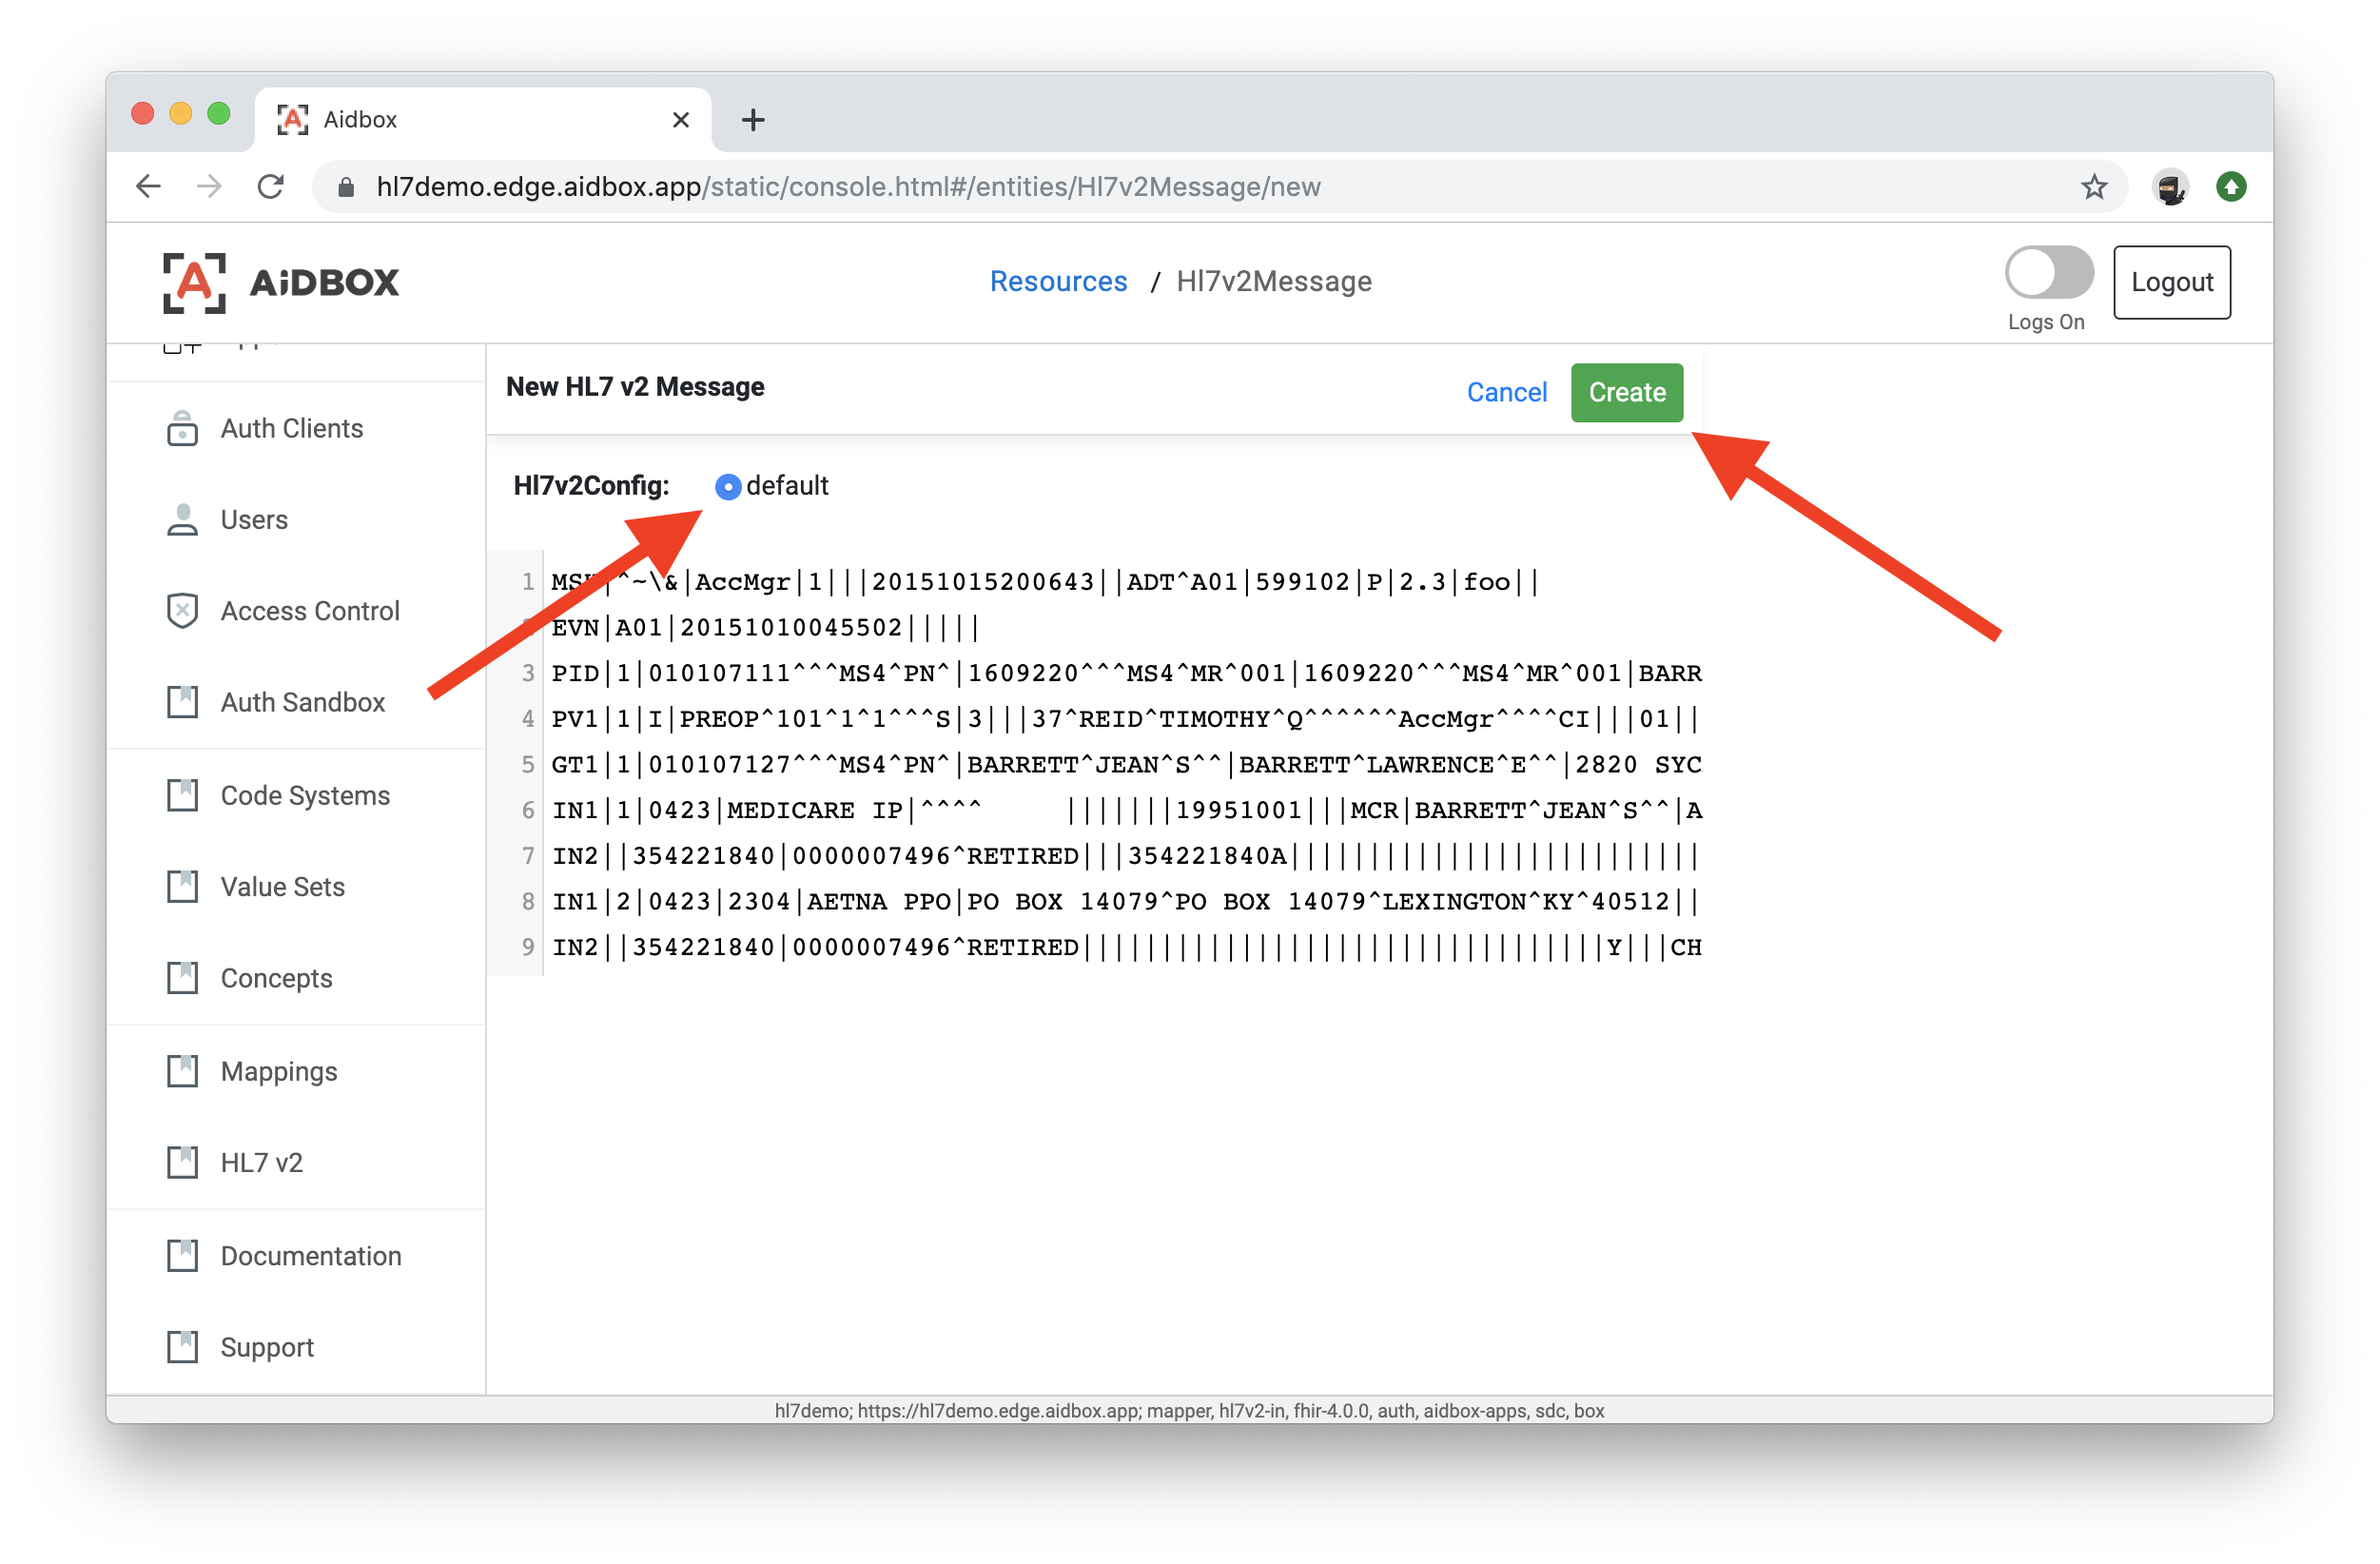 Aidbox
hl7demo.edge.aidbox.app/static/console.html#/entities/Hl7v2Message/new
AiDBOX
Resources / Hl7v2Message
Logs On
Logout
Auth Clients
Users
Access Control
Auth Sandbox
Code Systems
Value Sets
Concepts
Mappings
HL7 v2
Documentation
Support
New HL7 v2 Message
Cancel
Create
Hl7v2Config: default
1 |^~\&|AccMgr|1|||20151015200643||ADT^A01|599102|P|2.3|foo||
EVN|A01|20151010045502|||||
3 PID|1|010107111^^^MS4^PN^|1609220^^^MS4^MR^001|1609220^^^MS4^MR^001|BARR
4 PV1|1|I|PREOP^101^1^1^^^S|3|||37^REID^TIMOTHY^Q^^^^^^AccMgr^^^^CI|||01||
5 GT1|1|010107127^^^MS4^PN^|BARRETT^JEAN^S^^|BARRETT^LAWRENCE^E^^|2820 SYC
6 IN1|1|0423|MEDICARE IP|^^^^     |||||||19951001|||MCR|BARRETT^JEAN^S^^|A
7 IN2||354221840|0000007496^RETIRED|||354221840A||||||||||||||||||||||||||
8 IN1|2|0423|2304|AETNA PPO|PO BOX 14079^PO BOX 14079^LEXINGTON^KY^40512||
9 IN2||354221840|0000007496^RETIRED|||||||||||||||||||||||||||||||||Y|||CH
hl7demo; https://hl7demo.edge.aidbox.app; mapper, hl7v2-in, fhir-4.0.0, auth, aidbox-apps, sdc, box